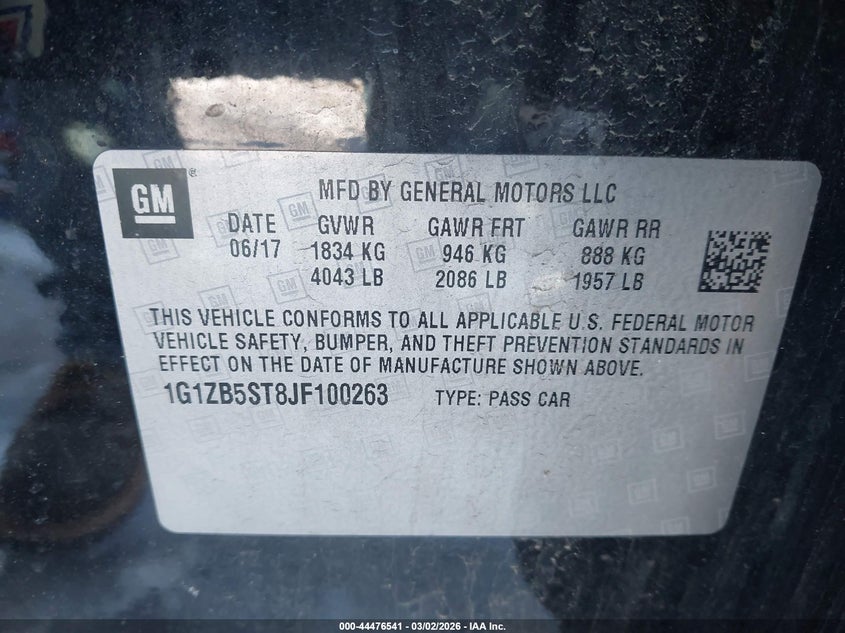 GM
MFD BY GENERAL MOTORS LLC
DATE GVWR GAWR FRT GAWR RR
06/17 1834 KG 946 KG 888 KG
4043 LB 2086 LB 1957 LB
THIS VEHICLE CONFORMS TO ALL APPLICABLE U.S. FEDERAL MOTOR
VEHICLE SAFETY, BUMPER, AND THEFT PREVENTION STANDARDS IN
EFFECT ON THE DATE OF MANUFACTURE SHOWN ABOVE.
1G1ZB5ST8JF100263 TYPE: PASS CAR
000-44476541 - 03/02/2026 - IAA Inc.